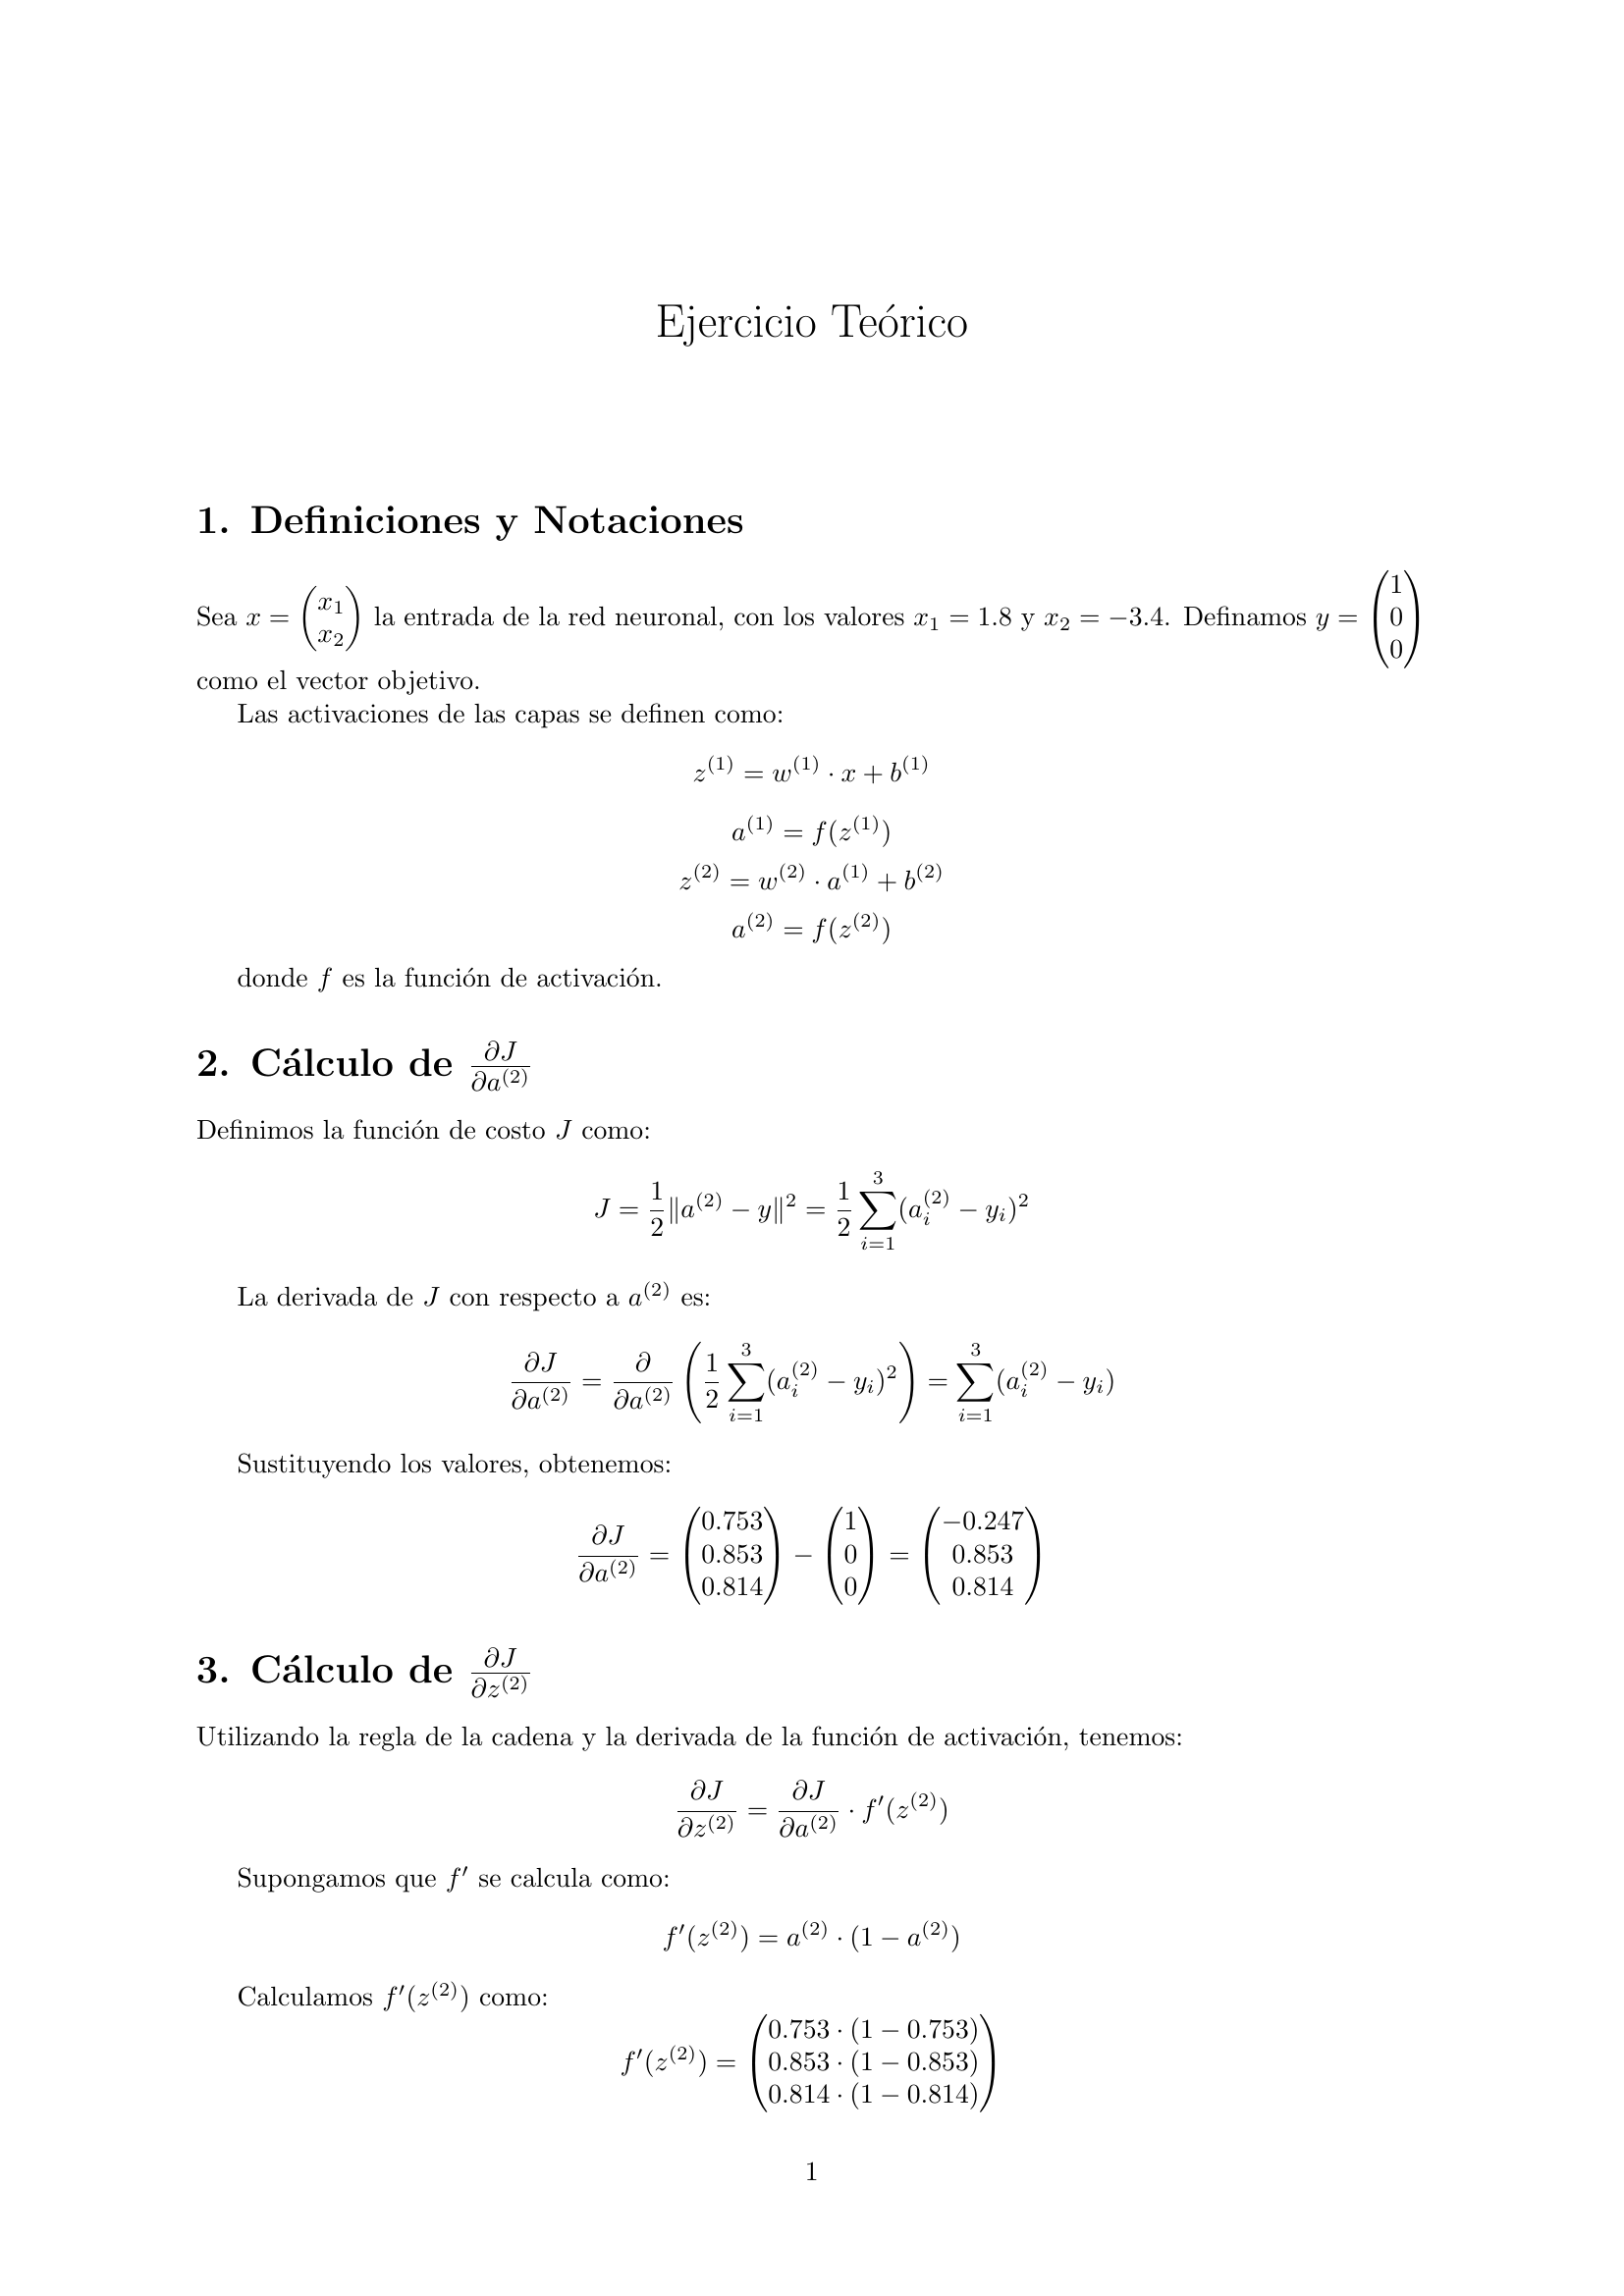 Ejercicio Teórico
1. Definiciones y Notaciones
Sea $x = \begin{pmatrix} x_1 \\ x_2 \end{pmatrix}$ la entrada de la red neuronal, con los valores $x_1 = 1.8$ y $x_2 = -3.4$. Definamos $y = \begin{pmatrix} 1 \\ 0 \\ 0 \end{pmatrix}$
como el vector objetivo.
Las activaciones de las capas se definen como:
$z^{(1)} = w^{(1)} \cdot x + b^{(1)}$
$a^{(1)} = f(z^{(1)})$
$z^{(2)} = w^{(2)} \cdot a^{(1)} + b^{(2)}$
$a^{(2)} = f(z^{(2)})$
donde $f$ es la función de activación.
2. Cálculo de $\frac{\partial J}{\partial a^{(2)}}$
Definimos la función de costo $J$ como:
$J = \frac{1}{2} \| a^{(2)} - y \|^2 = \frac{1}{2} \sum_{i=1}^{3} (a_i^{(2)} - y_i)^2$
La derivada de $J$ con respecto a $a^{(2)}$ es:
$\frac{\partial J}{\partial a^{(2)}} = \frac{\partial}{\partial a^{(2)}} \left( \frac{1}{2} \sum_{i=1}^{3} (a_i^{(2)} - y_i)^2 \right) = \sum_{i=1}^{3} (a_i^{(2)} - y_i)$
Sustituyendo los valores, obtenemos:
$\frac{\partial J}{\partial a^{(2)}} = \begin{pmatrix} 0.753 \\ 0.853 \\ 0.814 \end{pmatrix} - \begin{pmatrix} 1 \\ 0 \\ 0 \end{pmatrix} = \begin{pmatrix} -0.247 \\ 0.853 \\ 0.814 \end{pmatrix}$
3. Cálculo de $\frac{\partial J}{\partial z^{(2)}}$
Utilizando la regla de la cadena y la derivada de la función de activación, tenemos:
$\frac{\partial J}{\partial z^{(2)}} = \frac{\partial J}{\partial a^{(2)}} \cdot f'(z^{(2)})$
Supongamos que $f'$ se calcula como:
$f'(z^{(2)}) = a^{(2)} \cdot (1 - a^{(2)})$
Calculamos $f'(z^{(2)})$ como:
$f'(z^{(2)}) = \begin{pmatrix} 0.753 \cdot (1 - 0.753) \\ 0.853 \cdot (1 - 0.853) \\ 0.814 \cdot (1 - 0.814) \end{pmatrix}$
1